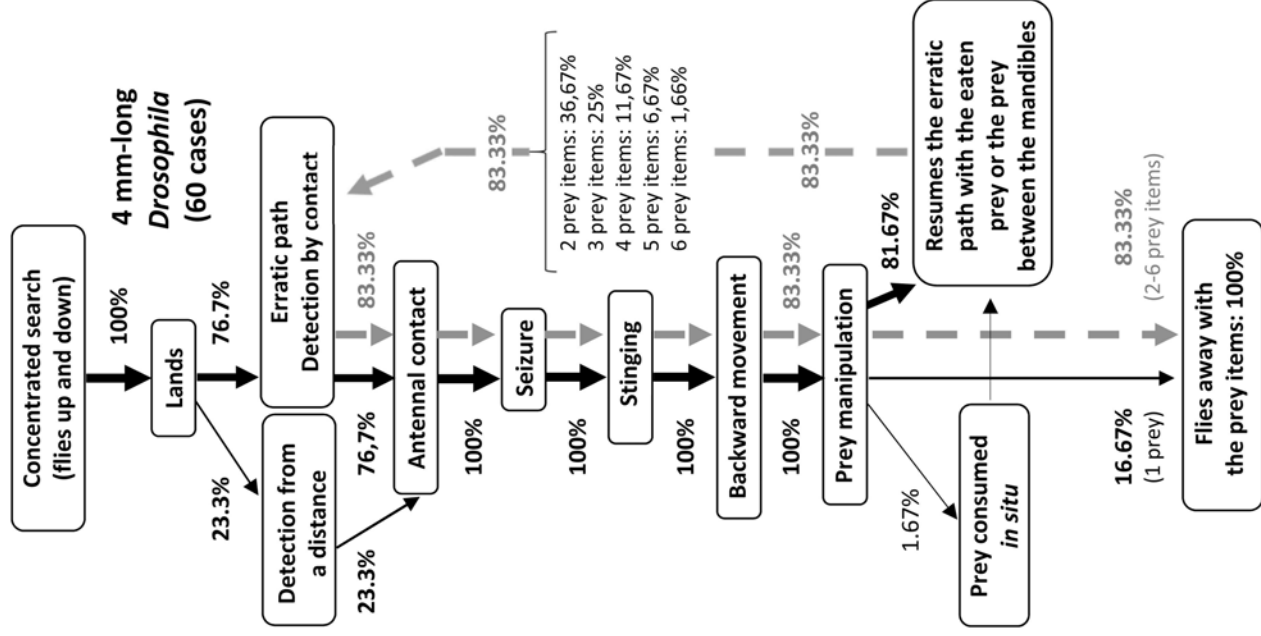 Concentrated search
(flies up and down)
4 mm-long
Drosophila
(60 cases)
100%
Lands
23.3%
76.7%
Detection from
a distance
Erratic path
Detection by contact
23.3%
76,7%
83.33%
Antennal contact
100%
Seizure
100%
Stinging
100%
Backward movement
100%
83.33%
Prey manipulation
83.33%
2 prey items: 36,67%
3 prey items: 25%
4 prey items: 11,67%
5 prey items: 6,67%
6 prey items: 1,66%
83.33%
1.67%
81.67%
Prey consumed
in situ
Resumes the erratic
path with the eaten
prey or the prey
between the mandibles
16.67%
(1 prey)
83.33%
(2-6 prey items)
Flies away with
the prey items: 100%